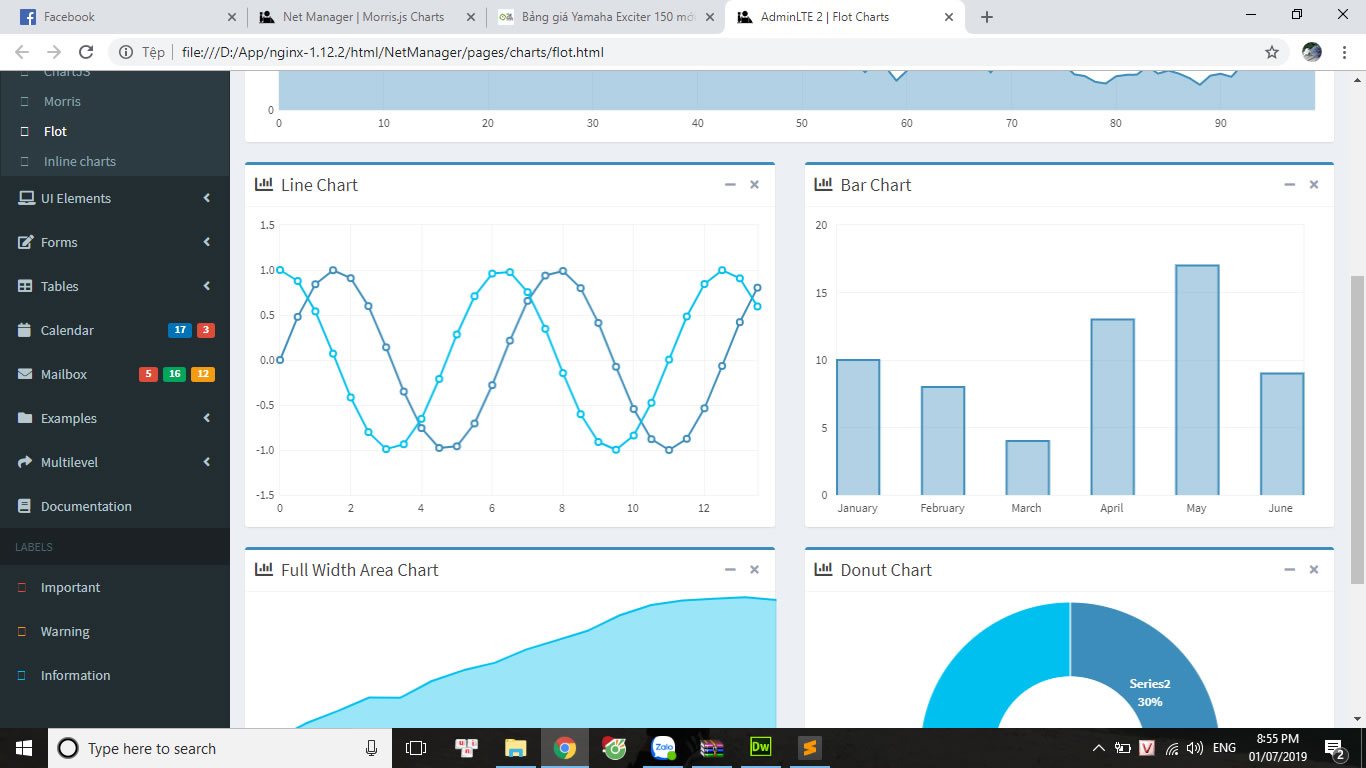 Facebook
Net Manager | Morris.js Charts
Bảng giá Yamaha Exciter 150 mới
AdminLTE 2 | Flot Charts
Tệp
file:///D:/App/nginx-1.12.2/html/NetManager/pages/charts/flot.html
ChartJS
Morris
Flot
Inline charts
UI Elements
Forms
Tables
Calendar 17 3
Mailbox 5 16 12
Examples
Multilevel
Documentation
LABELS
Important
Warning
Information
0
0 10 20 30 40 50 60 70 80 90
Line Chart
1.5
1.0
0.5
0.0
-0.5
-1.0
-1.5
0 2 4 6 8 10 12
Bar Chart
20
15
10
5
0
January February March April May June
Full Width Area Chart
Donut Chart
Series2
30%
Type here to search
Zalo
Dw
V
ENG
8:55 PM
01/07/2019
2